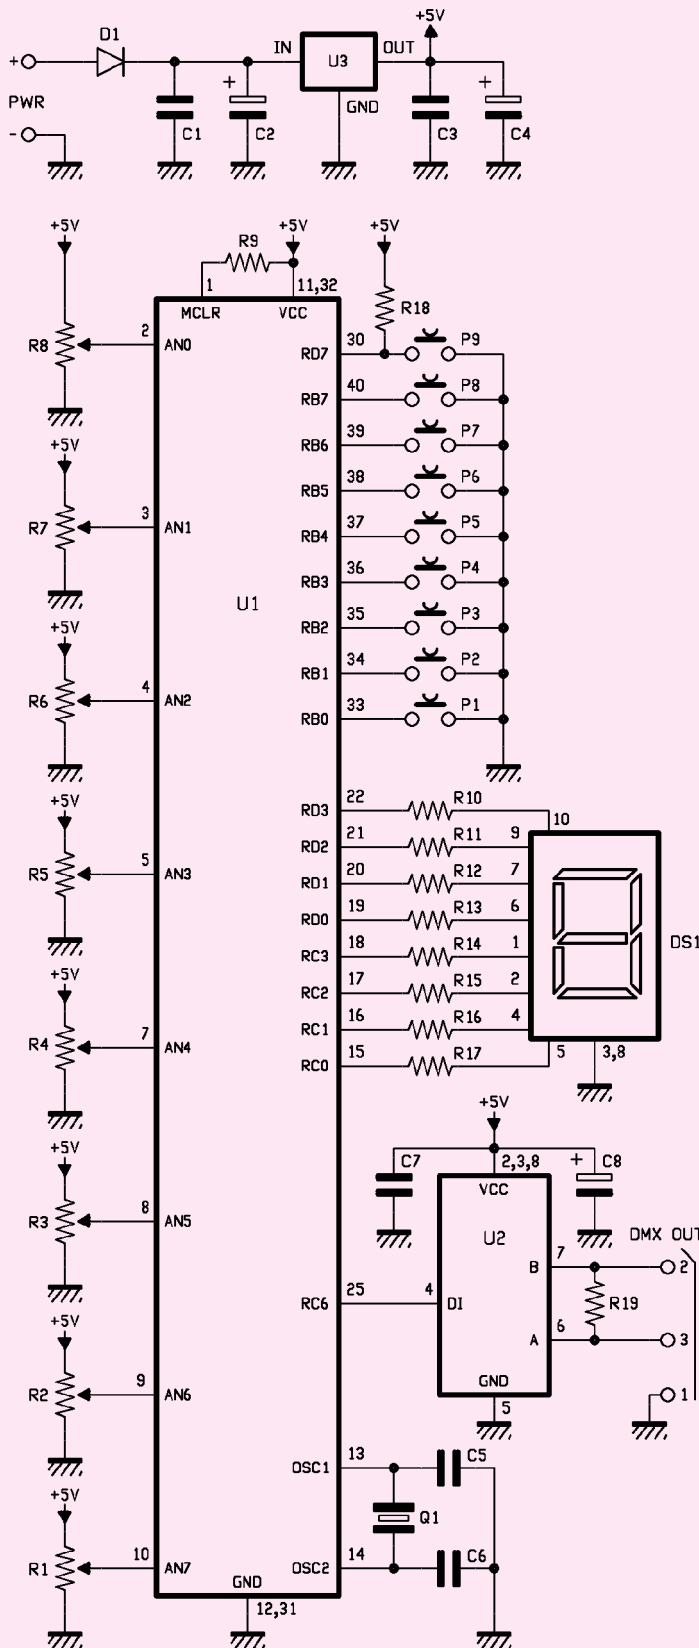 +5V
D1
IN
U3
OUT
+
PWR
GND
+
+
-
C1
C2
C3
C4
+5V
R9
+5V
+5V
1
11,32
R18
MCLR
VCC
R8
2
AN0
RD7
30
P9
RB7
40
P8
+5V
RB6
39
P7
RB5
38
P6
R7
3
AN1
RB4
37
P5
RB3
36
P4
U1
+5V
RB2
35
P3
R6
4
AN2
RB1
34
P2
RB0
33
P1
+5V
RD3
22
R10
10
RD2
21
R11
9
R5
5
AN3
RD1
20
R12
7
RD0
19
R13
6
RC3
18
R14
1
DS1
+5V
RC2
17
R15
2
RC1
16
R16
4
R4
7
AN4
RC0
15
R17
5
3,8
+5V
+5V
C7
2,3,8
+
C8
VCC
R3
8
AN5
U2
DMX OUT
B
7
2
RC6
25
4
DI
R19
+5V
A
6
3
R2
9
AN6
GND
1
5
OSC1
13
C5
+5V
Q1
R1
10
AN7
OSC2
14
C6
GND
12,31